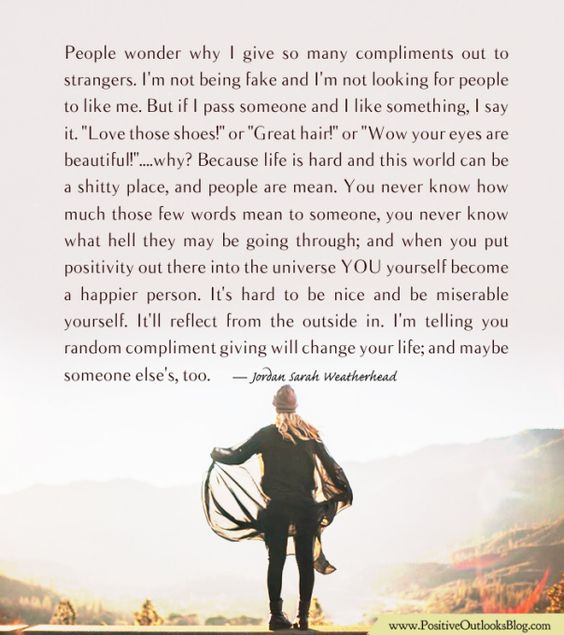 People wonder why I give so many compliments out to
strangers. I'm not being fake and I'm not looking for people
to like me. But if I pass someone and I like something, I say
it. "Love those shoes!" or "Great hair!" or "Wow your eyes are
beautiful!"....why? Because life is hard and this world can be
a shitty place, and people are mean. You never know how
much those few words mean to someone, you never know
what hell they may be going through; and when you put
positivity out there into the universe YOU yourself become
a happier person. It's hard to be nice and be miserable
yourself. It'll reflect from the outside in. I'm telling you
random compliment giving will change your life; and maybe
someone else's, too. — Jordan Sarah Weatherhead
www.PositiveOutlooksBlog.com